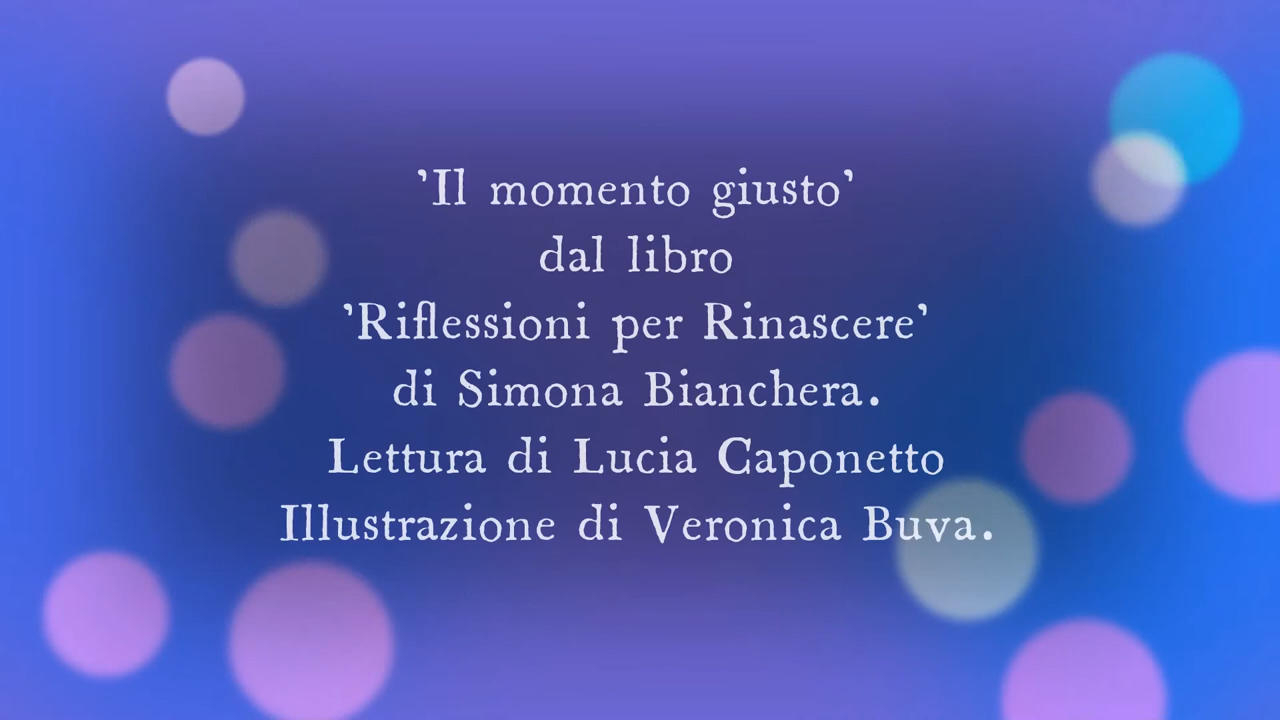 ’Il momento giusto’
dal libro
’Riflessioni per Rinascere’
di Simona Bianchera.
Lettura di Lucia Caponetto
Illustrazione di Veronica Buva.